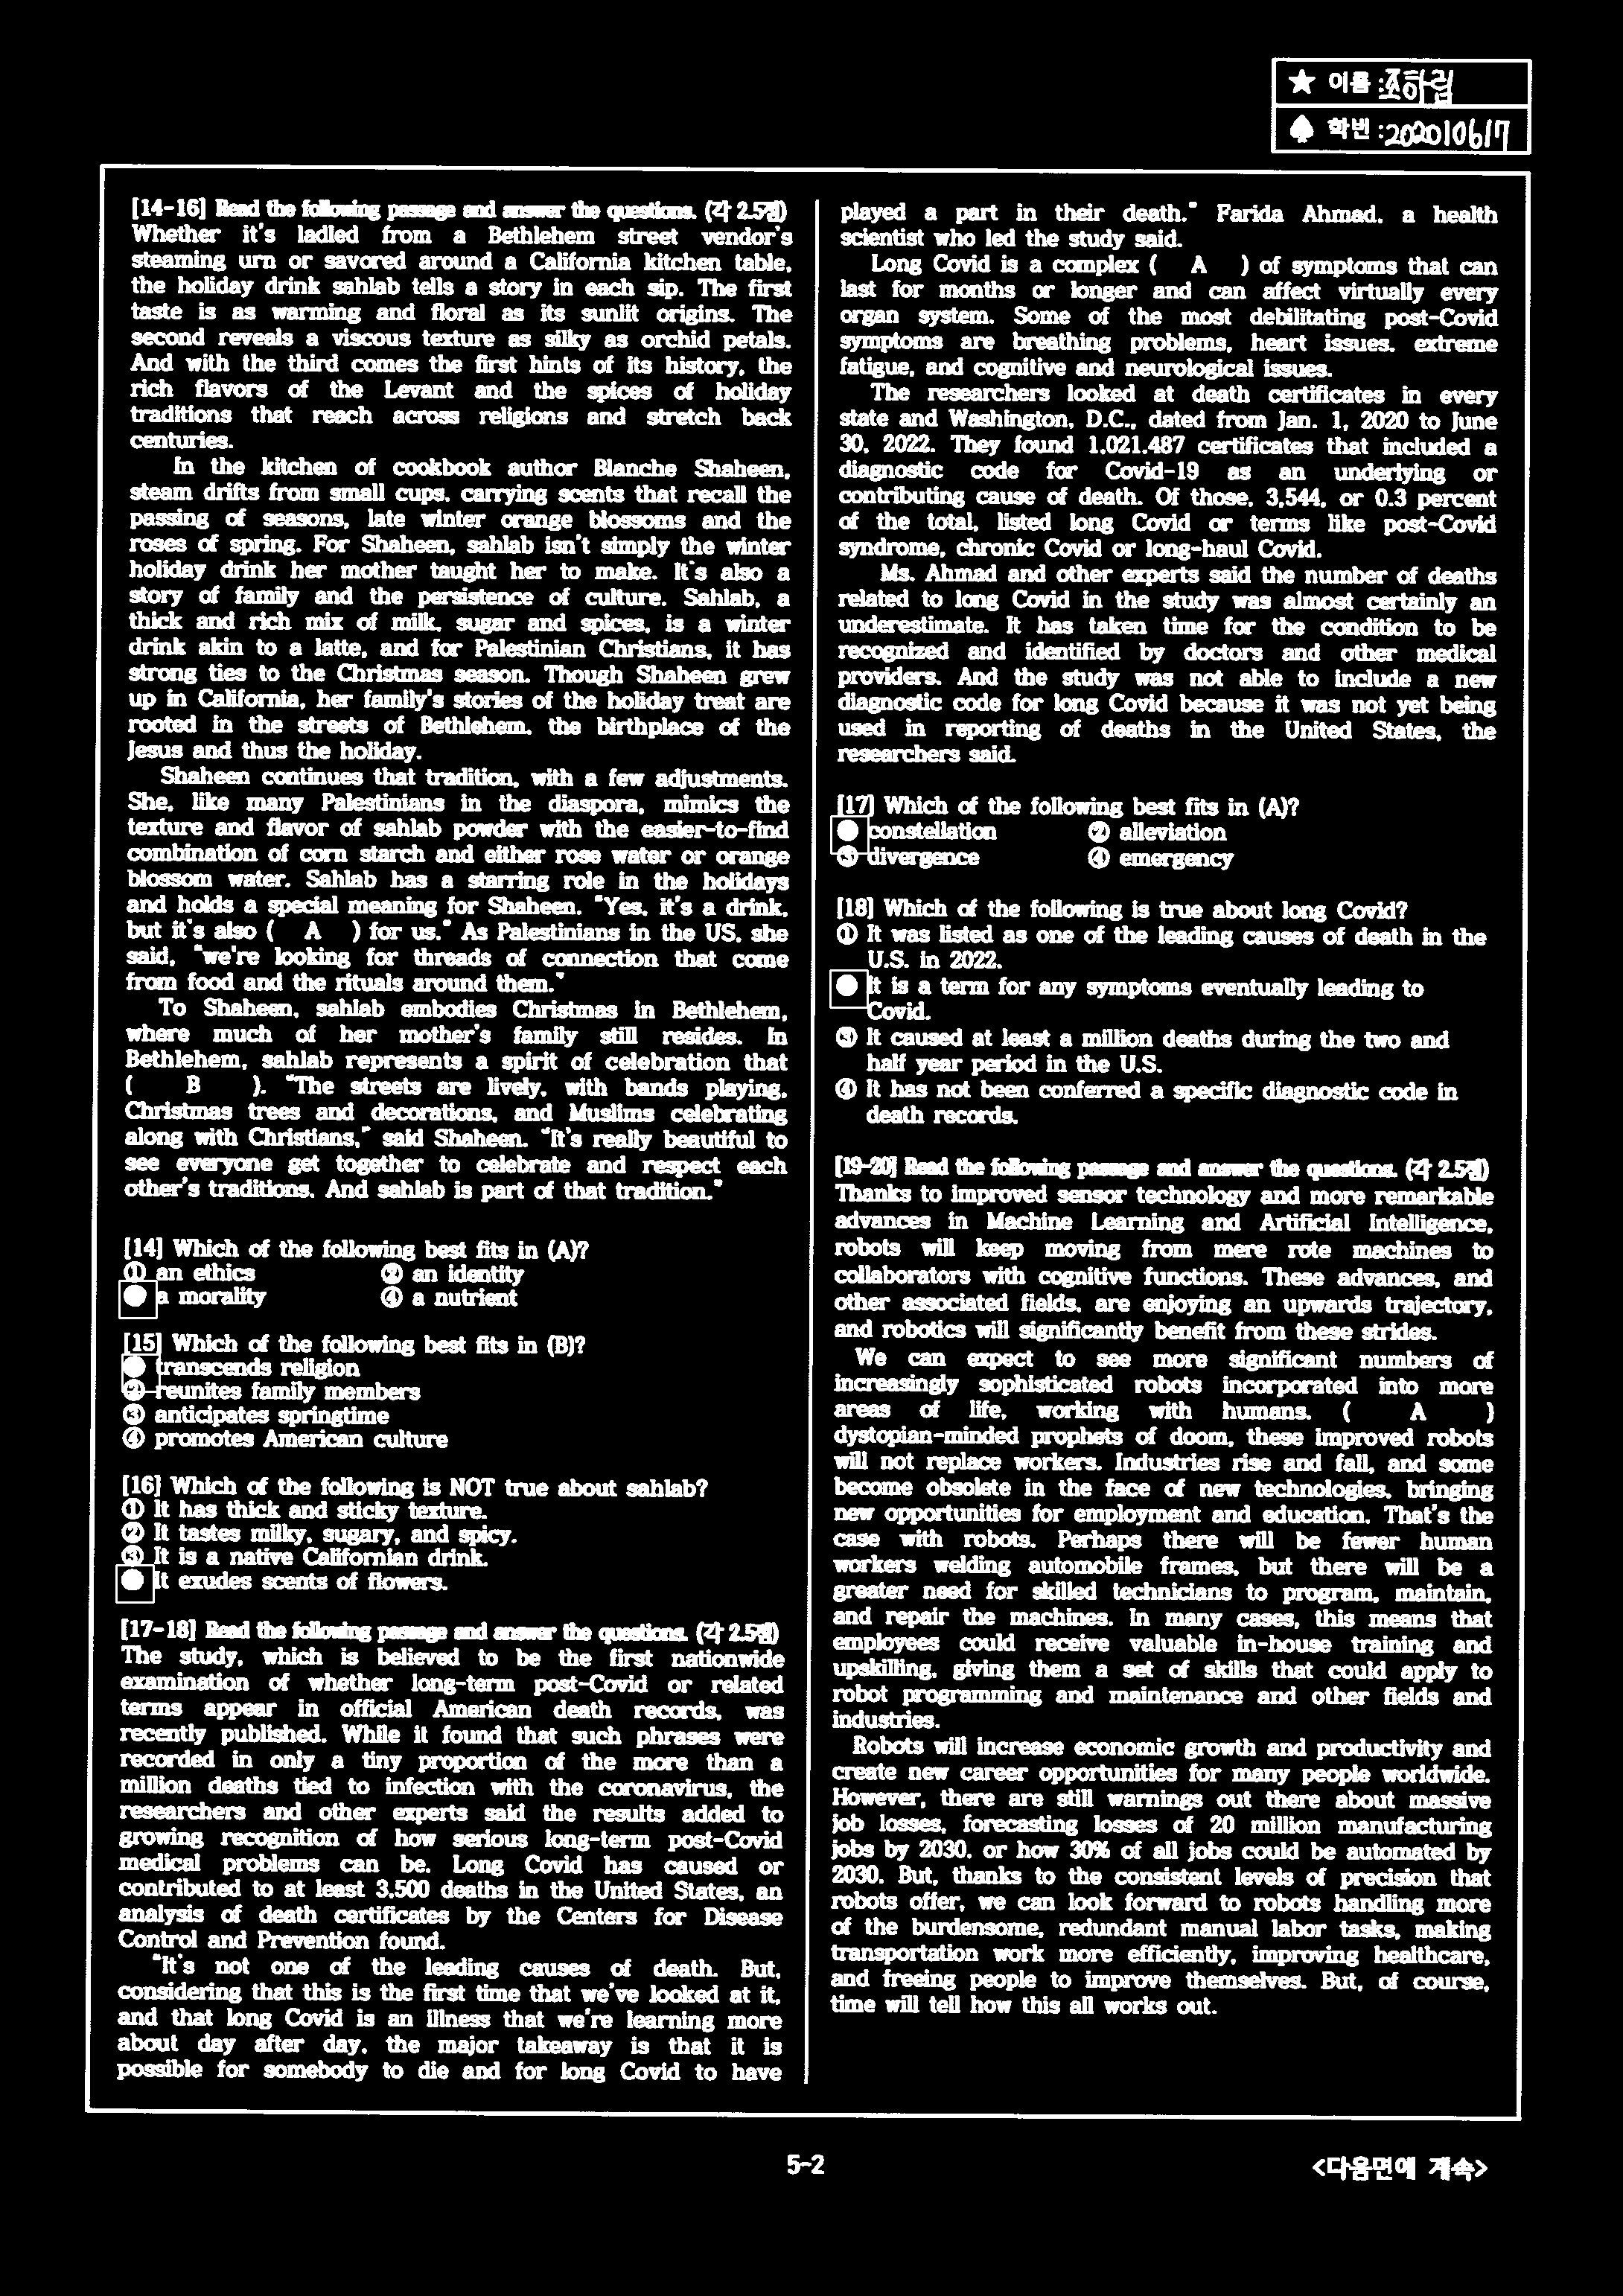 ★ 이름 : 조하림
♠ 학번 : 2020210617
[14-16] Read the following passage and answer the questions. (각 2.5점)
Whether it's ladled from a Bethlehem street vendor's
steaming urn or savored around a California kitchen table,
the holiday drink sahlab tells a story in each sip. The first
taste is as warming and floral as its sunlit origins. The
second reveals a viscous texture as silky as orchid petals.
And with the third comes the first hints of its history, the
rich flavors of the Levant and the spices of holiday
traditions that reach across religions and stretch back
centuries.
In the kitchen of cookbook author Blanche Shaheen,
steam drifts from small cups, carrying scents that recall the
passing of seasons, late winter orange blossoms and the
roses of spring. For Shaheen, sahlab isn't simply the winter
holiday drink her mother taught her to make. It's also a
story of family and the persistence of culture. Sahlab, a
thick and rich mix of milk, sugar and spices, is a winter
drink akin to a latte, and for Palestinian Christians, it has
strong ties to the Christmas season. Though Shaheen grew
up in California, her family's stories of the holiday treat are
rooted in the streets of Bethlehem, the birthplace of the
Jesus and thus the holiday.
Shaheen continues that tradition, with a few adjustments.
She, like many Palestinians in the diaspora, mimics the
texture and flavor of sahlab powder with the easier-to-find
combination of corn starch and either rose water or orange
blossom water. Sahlab has a starring role in the holidays
and holds a special meaning for Shaheen. "Yes, it's a drink,
but it's also ( A ) for us." As Palestinians in the US, she
said, "we're looking for threads of connection that come
from food and the rituals around them."
To Shaheen, sahlab embodies Christmas in Bethlehem,
where much of her mother's family still resides. In
Bethlehem, sahlab represents a spirit of celebration that
( B ). "The streets are lively, with bands playing,
Christmas trees and decorations, and Muslims celebrating
along with Christians," said Shaheen. "It's really beautiful to
see everyone get together to celebrate and respect each
other's traditions. And sahlab is part of that tradition."
[14] Which of the following best fits in (A)?
① an ethics ② an identity
● a morality ④ a nutrient
[15] Which of the following best fits in (B)?
● transcends religion
② reunites family members
③ anticipates springtime
④ promotes American culture
[16] Which of the following is NOT true about sahlab?
① It has thick and sticky texture.
② It tastes milky, sugary, and spicy.
③ It is a native Californian drink.
● It exudes scents of flowers.
[17-18] Read the following passage and answer the questions. (각 2.5점)
The study, which is believed to be the first nationwide
examination of whether long-term post-Covid or related
terms appear in official American death records, was
recently published. While it found that such phrases were
recorded in only a tiny proportion of the more than a
million deaths tied to infection with the coronavirus, the
researchers and other experts said the results added to
growing recognition of how serious long-term post-Covid
medical problems can be. Long Covid has caused or
contributed to at least 3,500 deaths in the United States, an
analysis of death certificates by the Centers for Disease
Control and Prevention found.
"It's not one of the leading causes of death. But,
considering that this is the first time that we've looked at it,
and that long Covid is an illness that we're learning more
about day after day, the major takeaway is that it is
possible for somebody to die and for long Covid to have
played a part in their death." Farida Ahmad, a health
scientist who led the study said.
Long Covid is a complex ( A ) of symptoms that can
last for months or longer and can affect virtually every
organ system. Some of the most debilitating post-Covid
symptoms are breathing problems, heart issues, extreme
fatigue, and cognitive and neurological issues.
The researchers looked at death certificates in every
state and Washington, D.C., dated from Jan. 1, 2020 to June
30, 2022. They found 1,021,487 certificates that included a
diagnostic code for Covid-19 as an underlying or
contributing cause of death. Of those, 3,544, or 0.3 percent
of the total, listed long Covid or terms like post-Covid
syndrome, chronic Covid or long-haul Covid.
Ms. Ahmad and other experts said the number of deaths
related to long Covid in the study was almost certainly an
underestimate. It has taken time for the condition to be
recognized and identified by doctors and other medical
providers. And the study was not able to include a new
diagnostic code for long Covid because it was not yet being
used in reporting of deaths in the United States, the
researchers said.
[17] Which of the following best fits in (A)?
● constellation ② alleviation
③ divergence ④ emergency
[18] Which of the following is true about long Covid?
① It was listed as one of the leading causes of death in the
U.S. in 2022.
● It is a term for any symptoms eventually leading to
Covid.
③ It caused at least a million deaths during the two and
half year period in the U.S.
④ It has not been conferred a specific diagnostic code in
death records.
[19-20] Read the following passage and answer the questions. (각 2.5점)
Thanks to improved sensor technology and more remarkable
advances in Machine Learning and Artificial Intelligence,
robots will keep moving from mere rote machines to
collaborators with cognitive functions. These advances, and
other associated fields, are enjoying an upwards trajectory,
and robotics will significantly benefit from these strides.
We can expect to see more significant numbers of
increasingly sophisticated robots incorporated into more
areas of life, working with humans. ( A )
dystopian-minded prophets of doom, these improved robots
will not replace workers. Industries rise and fall, and some
become obsolete in the face of new technologies, bringing
new opportunities for employment and education. That's the
case with robots. Perhaps there will be fewer human
workers welding automobile frames, but there will be a
greater need for skilled technicians to program, maintain,
and repair the machines. In many cases, this means that
employees could receive valuable in-house training and
upskilling, giving them a set of skills that could apply to
robot programming and maintenance and other fields and
industries.
Robots will increase economic growth and productivity and
create new career opportunities for many people worldwide.
However, there are still warnings out there about massive
job losses, forecasting losses of 20 million manufacturing
jobs by 2030, or how 30% of all jobs could be automated by
2030. But, thanks to the consistent levels of precision that
robots offer, we can look forward to robots handling more
of the burdensome, redundant manual labor tasks, making
transportation work more efficiently, improving healthcare,
and freeing people to improve themselves. But, of course,
time will tell how this all works out.
5-2
<다음면에 계속>